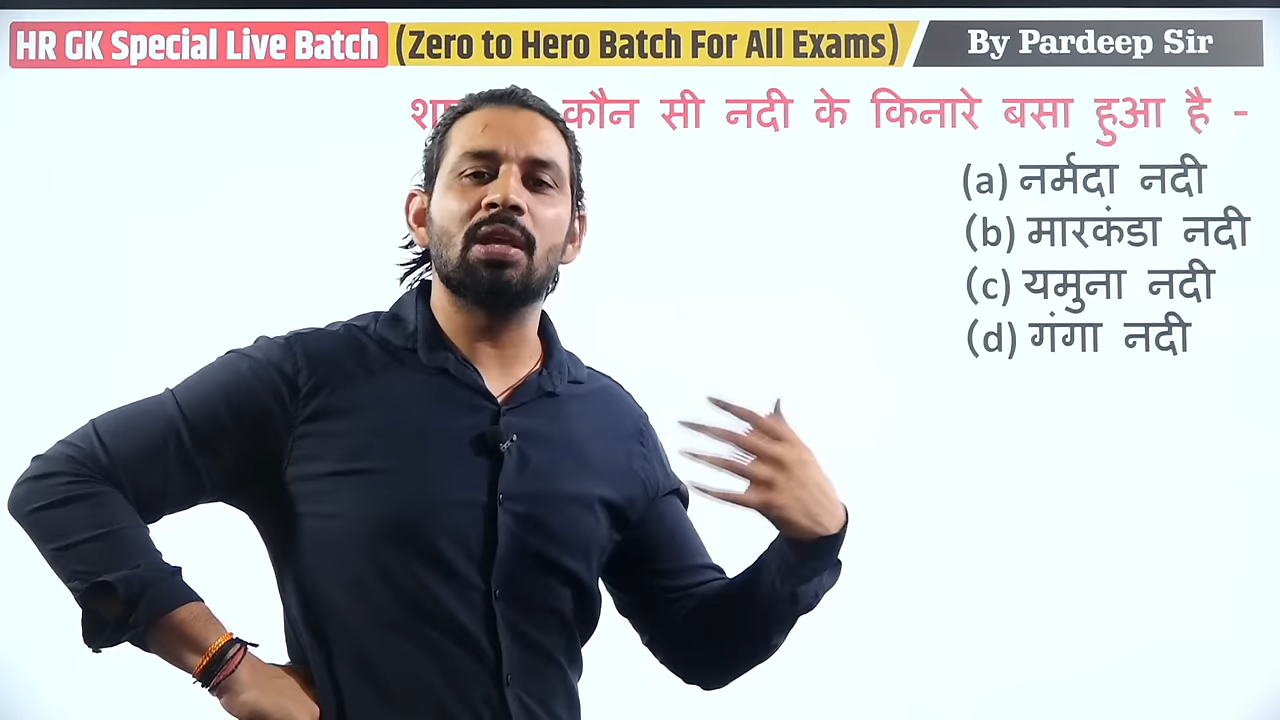 HR GK Special Live Batch (Zero to Hero Batch For All Exams) By Pardeep Sir
कौन सी नदी के किनारे बसा हुआ है -
(a) नर्मदा नदी
(b) मारकंडा नदी
(c) यमुना नदी
(d) गंगा नदी